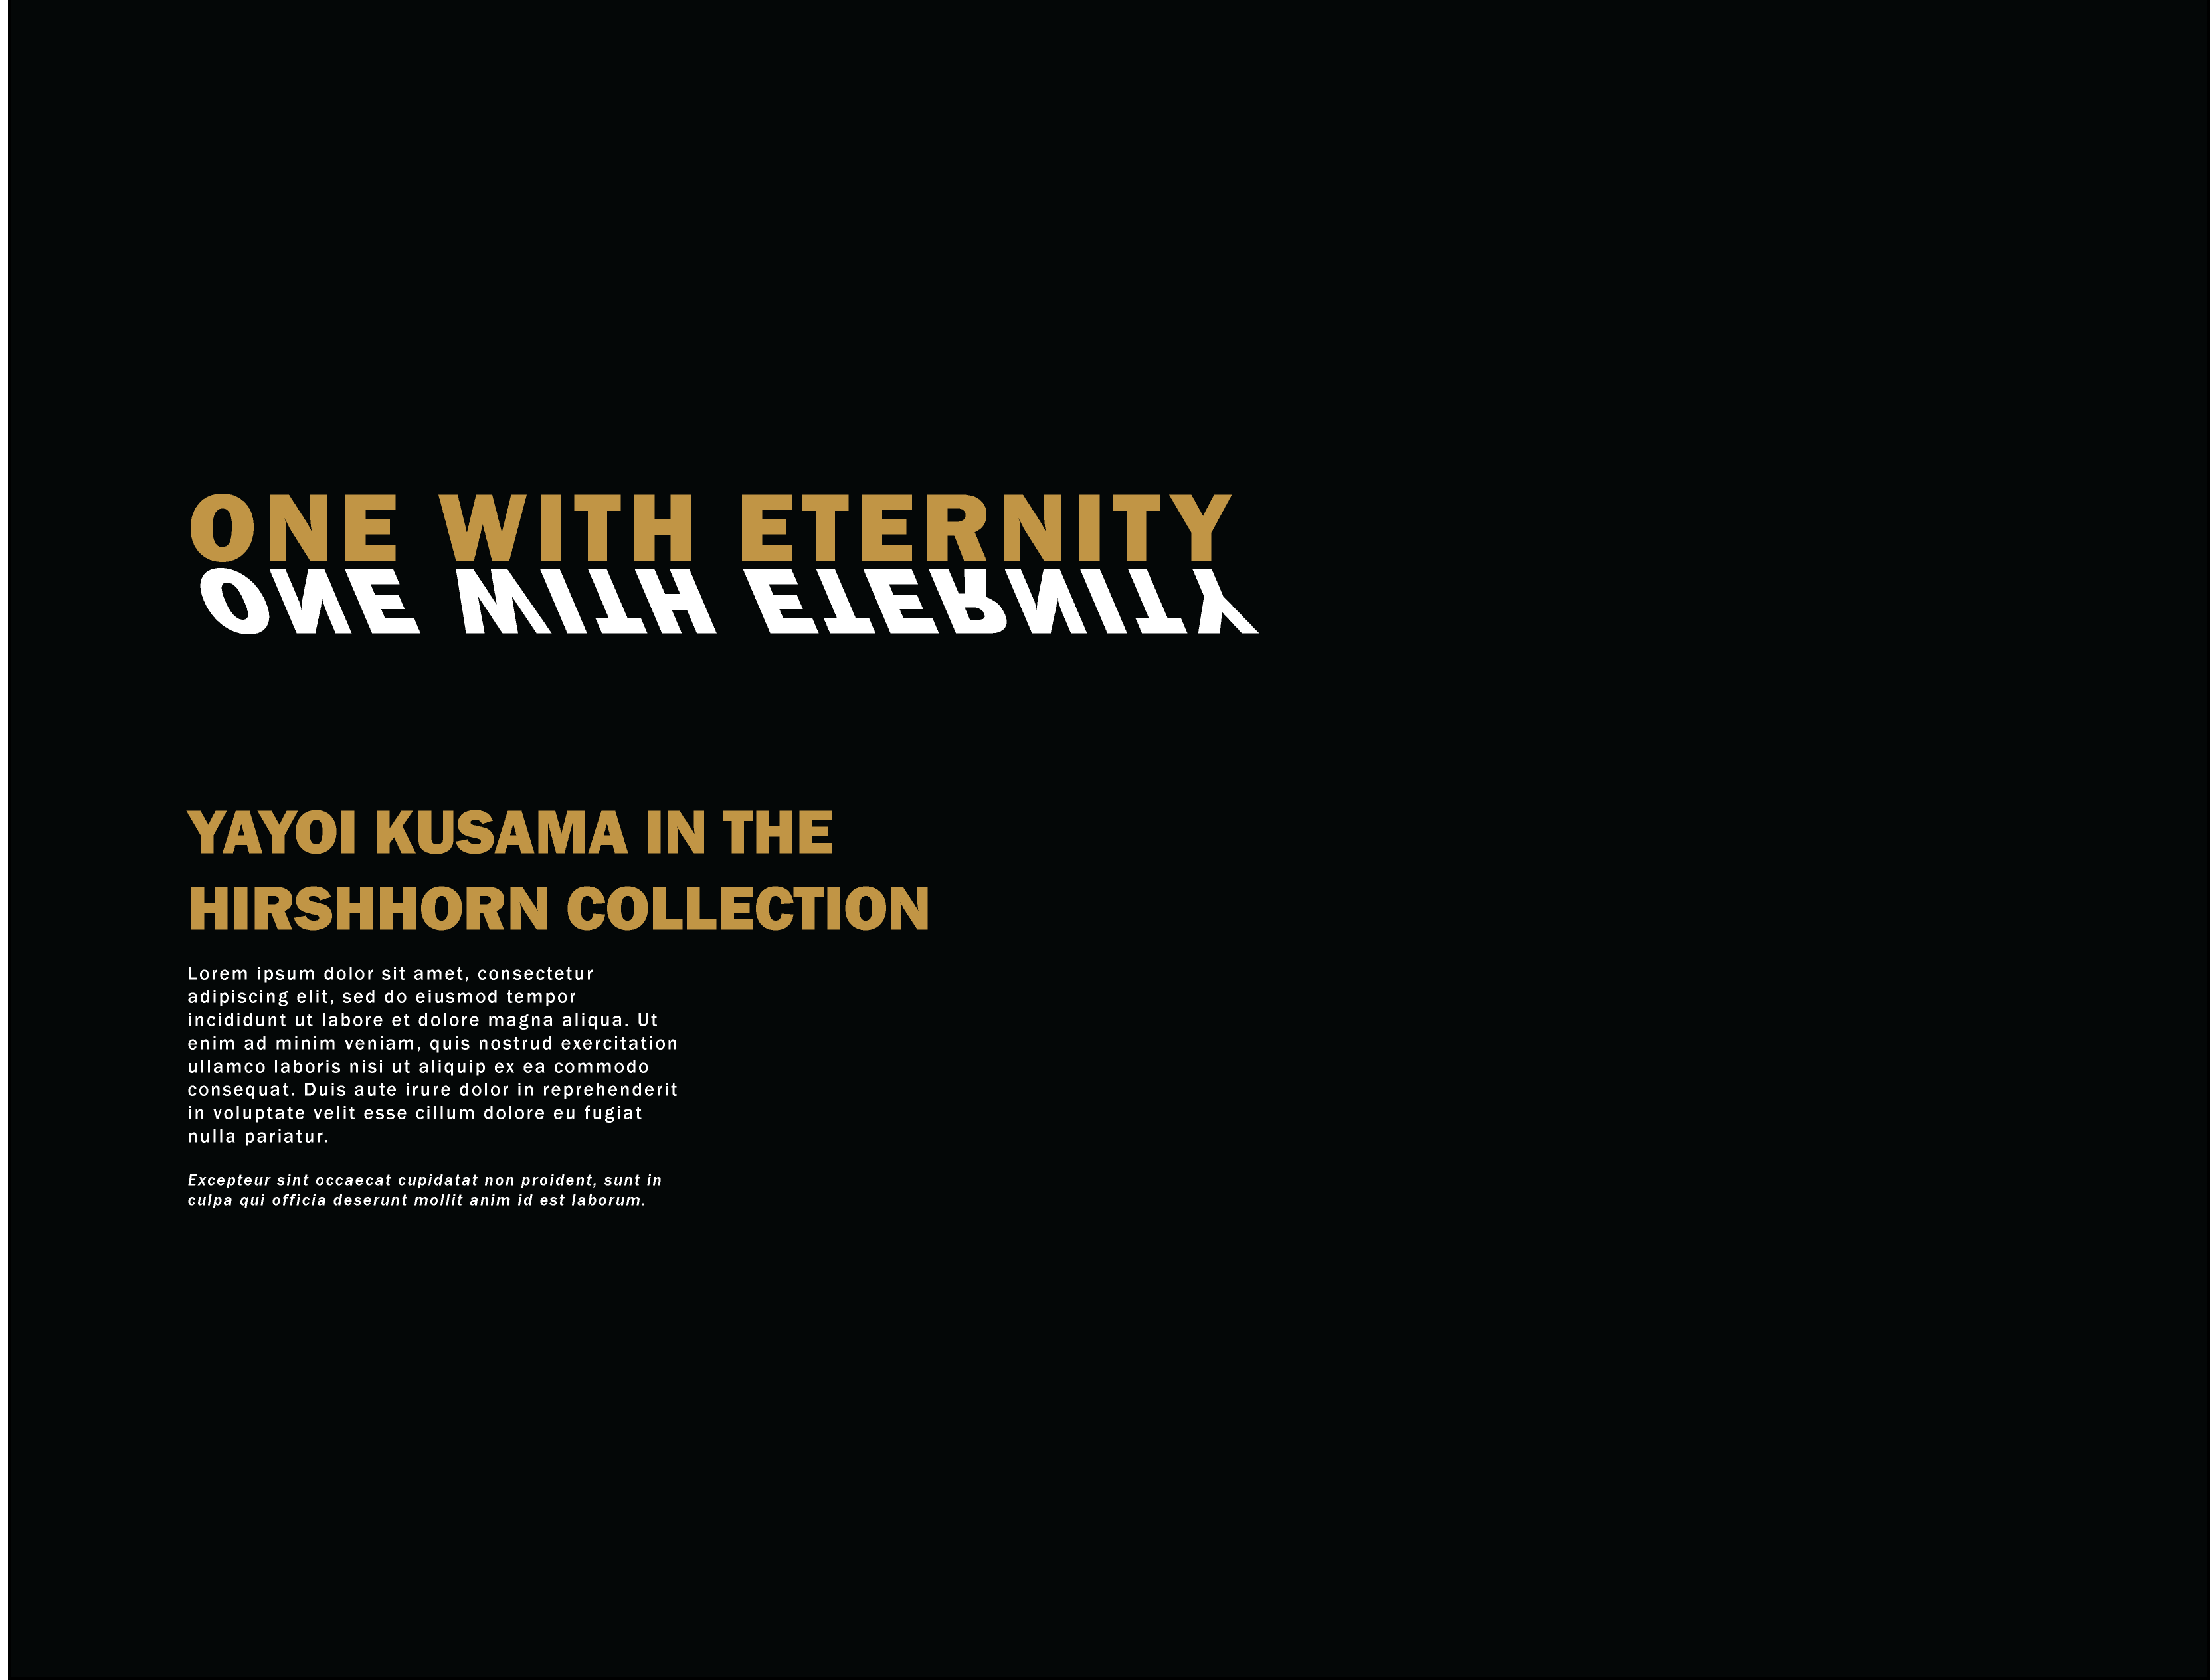 ONE WITH ETERNITY
ONE WITH ETERNITY
YAYOI KUSAMA IN THE
HIRSHHORN COLLECTION
Lorem ipsum dolor sit amet, consectetur
adipiscing elit, sed do eiusmod tempor
incididunt ut labore et dolore magna aliqua. Ut
enim ad minim veniam, quis nostrud exercitation
ullamco laboris nisi ut aliquip ex ea commodo
consequat. Duis aute irure dolor in reprehenderit
in voluptate velit esse cillum dolore eu fugiat
nulla pariatur.
Excepteur sint occaecat cupidatat non proident, sunt in
culpa qui officia deserunt mollit anim id est laborum.